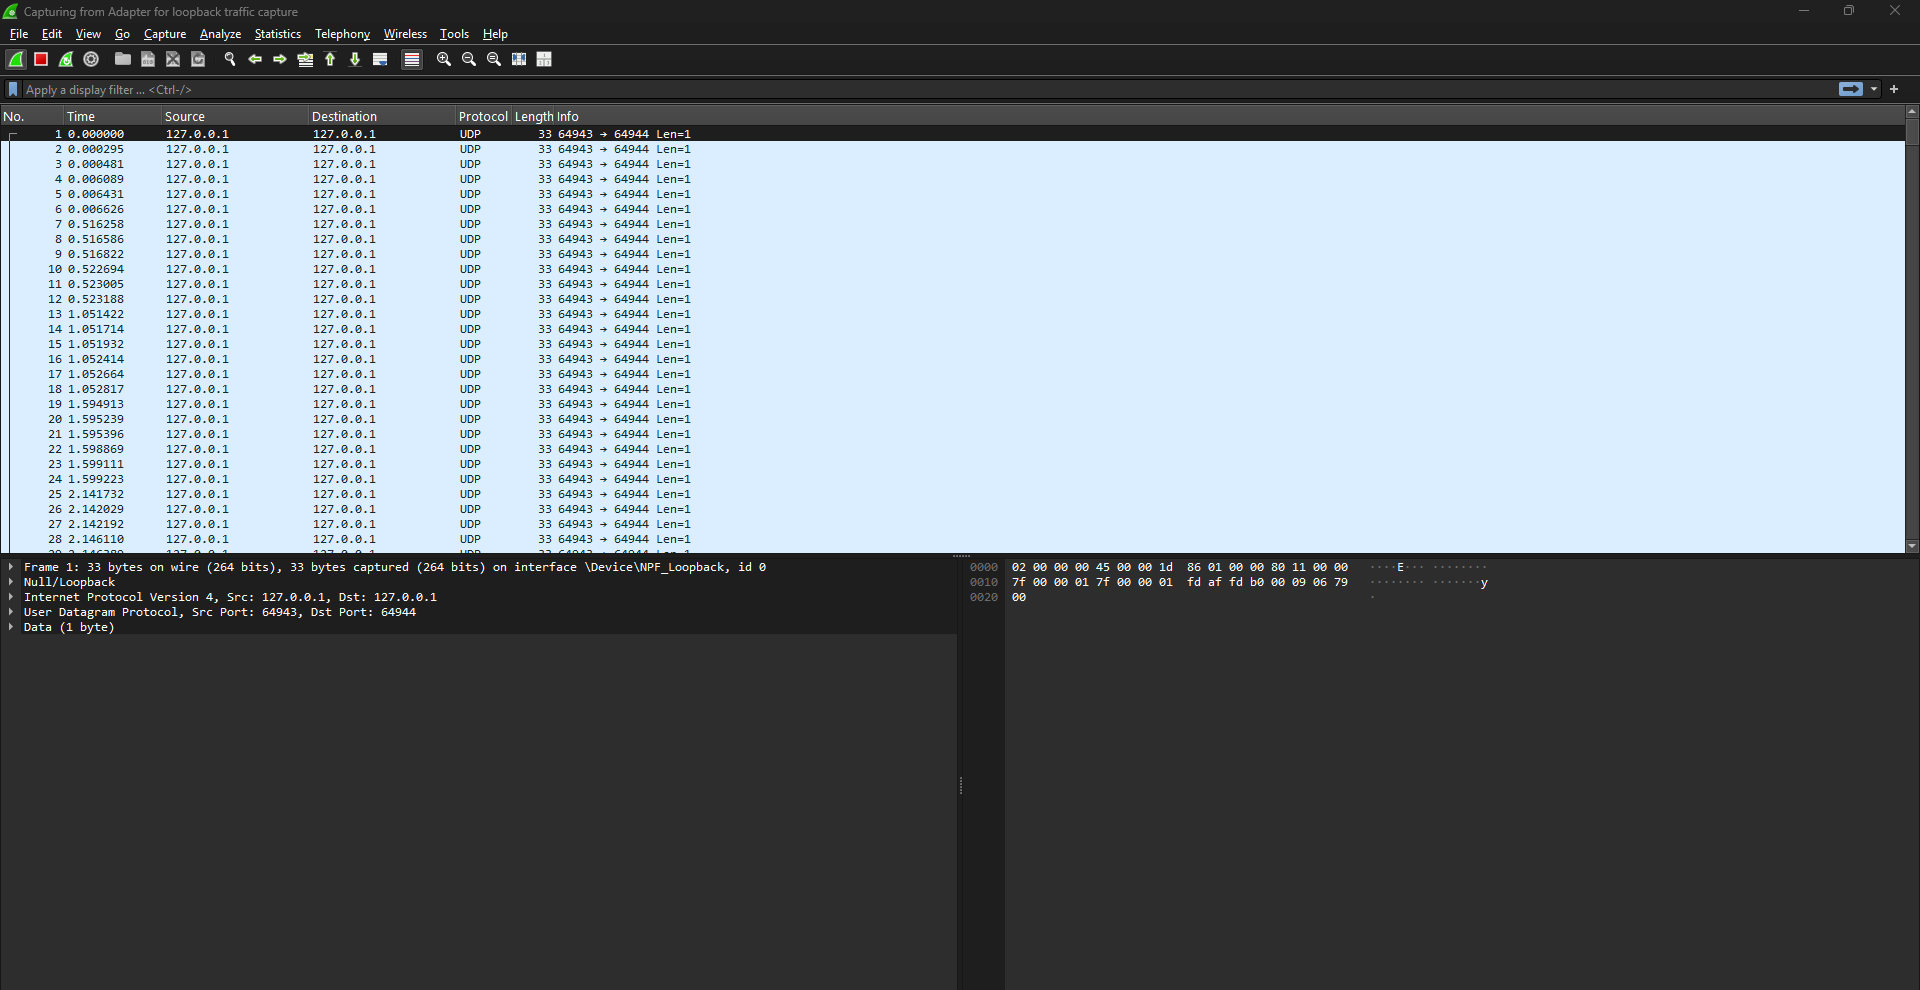 Capturing from Adapter for loopback traffic capture
File Edit View Go Capture Analyze Statistics Telephony Wireless Tools Help
Apply a display filter ... <Ctrl-/>
No. Time Source Destination Protocol Length Info
1 0.000000 127.0.0.1 127.0.0.1 UDP 33 64943 → 64944 Len=1
2 0.000295 127.0.0.1 127.0.0.1 UDP 33 64943 → 64944 Len=1
3 0.000481 127.0.0.1 127.0.0.1 UDP 33 64943 → 64944 Len=1
4 0.006089 127.0.0.1 127.0.0.1 UDP 33 64943 → 64944 Len=1
5 0.006431 127.0.0.1 127.0.0.1 UDP 33 64943 → 64944 Len=1
6 0.006626 127.0.0.1 127.0.0.1 UDP 33 64943 → 64944 Len=1
7 0.516258 127.0.0.1 127.0.0.1 UDP 33 64943 → 64944 Len=1
8 0.516586 127.0.0.1 127.0.0.1 UDP 33 64943 → 64944 Len=1
9 0.516822 127.0.0.1 127.0.0.1 UDP 33 64943 → 64944 Len=1
10 0.522694 127.0.0.1 127.0.0.1 UDP 33 64943 → 64944 Len=1
11 0.523005 127.0.0.1 127.0.0.1 UDP 33 64943 → 64944 Len=1
12 0.523188 127.0.0.1 127.0.0.1 UDP 33 64943 → 64944 Len=1
13 1.051422 127.0.0.1 127.0.0.1 UDP 33 64943 → 64944 Len=1
14 1.051714 127.0.0.1 127.0.0.1 UDP 33 64943 → 64944 Len=1
15 1.051932 127.0.0.1 127.0.0.1 UDP 33 64943 → 64944 Len=1
16 1.052414 127.0.0.1 127.0.0.1 UDP 33 64943 → 64944 Len=1
17 1.052664 127.0.0.1 127.0.0.1 UDP 33 64943 → 64944 Len=1
18 1.052817 127.0.0.1 127.0.0.1 UDP 33 64943 → 64944 Len=1
19 1.594913 127.0.0.1 127.0.0.1 UDP 33 64943 → 64944 Len=1
20 1.595239 127.0.0.1 127.0.0.1 UDP 33 64943 → 64944 Len=1
21 1.595396 127.0.0.1 127.0.0.1 UDP 33 64943 → 64944 Len=1
22 1.598869 127.0.0.1 127.0.0.1 UDP 33 64943 → 64944 Len=1
23 1.599111 127.0.0.1 127.0.0.1 UDP 33 64943 → 64944 Len=1
24 1.599223 127.0.0.1 127.0.0.1 UDP 33 64943 → 64944 Len=1
25 2.141732 127.0.0.1 127.0.0.1 UDP 33 64943 → 64944 Len=1
26 2.142029 127.0.0.1 127.0.0.1 UDP 33 64943 → 64944 Len=1
27 2.142192 127.0.0.1 127.0.0.1 UDP 33 64943 → 64944 Len=1
28 2.146110 127.0.0.1 127.0.0.1 UDP 33 64943 → 64944 Len=1
Frame 1: 33 bytes on wire (264 bits), 33 bytes captured (264 bits) on interface \Device\NPF_Loopback, id 0
Null/Loopback
Internet Protocol Version 4, Src: 127.0.0.1, Dst: 127.0.0.1
User Datagram Protocol, Src Port: 64943, Dst Port: 64944
Data (1 byte)
0000 02 00 00 00 45 00 00 1d 86 01 00 00 80 11 00 00 ····E··· ········
0010 7f 00 00 01 7f 00 00 01 fd af fd b0 00 09 06 79 ········ ·······y
0020 00 ·